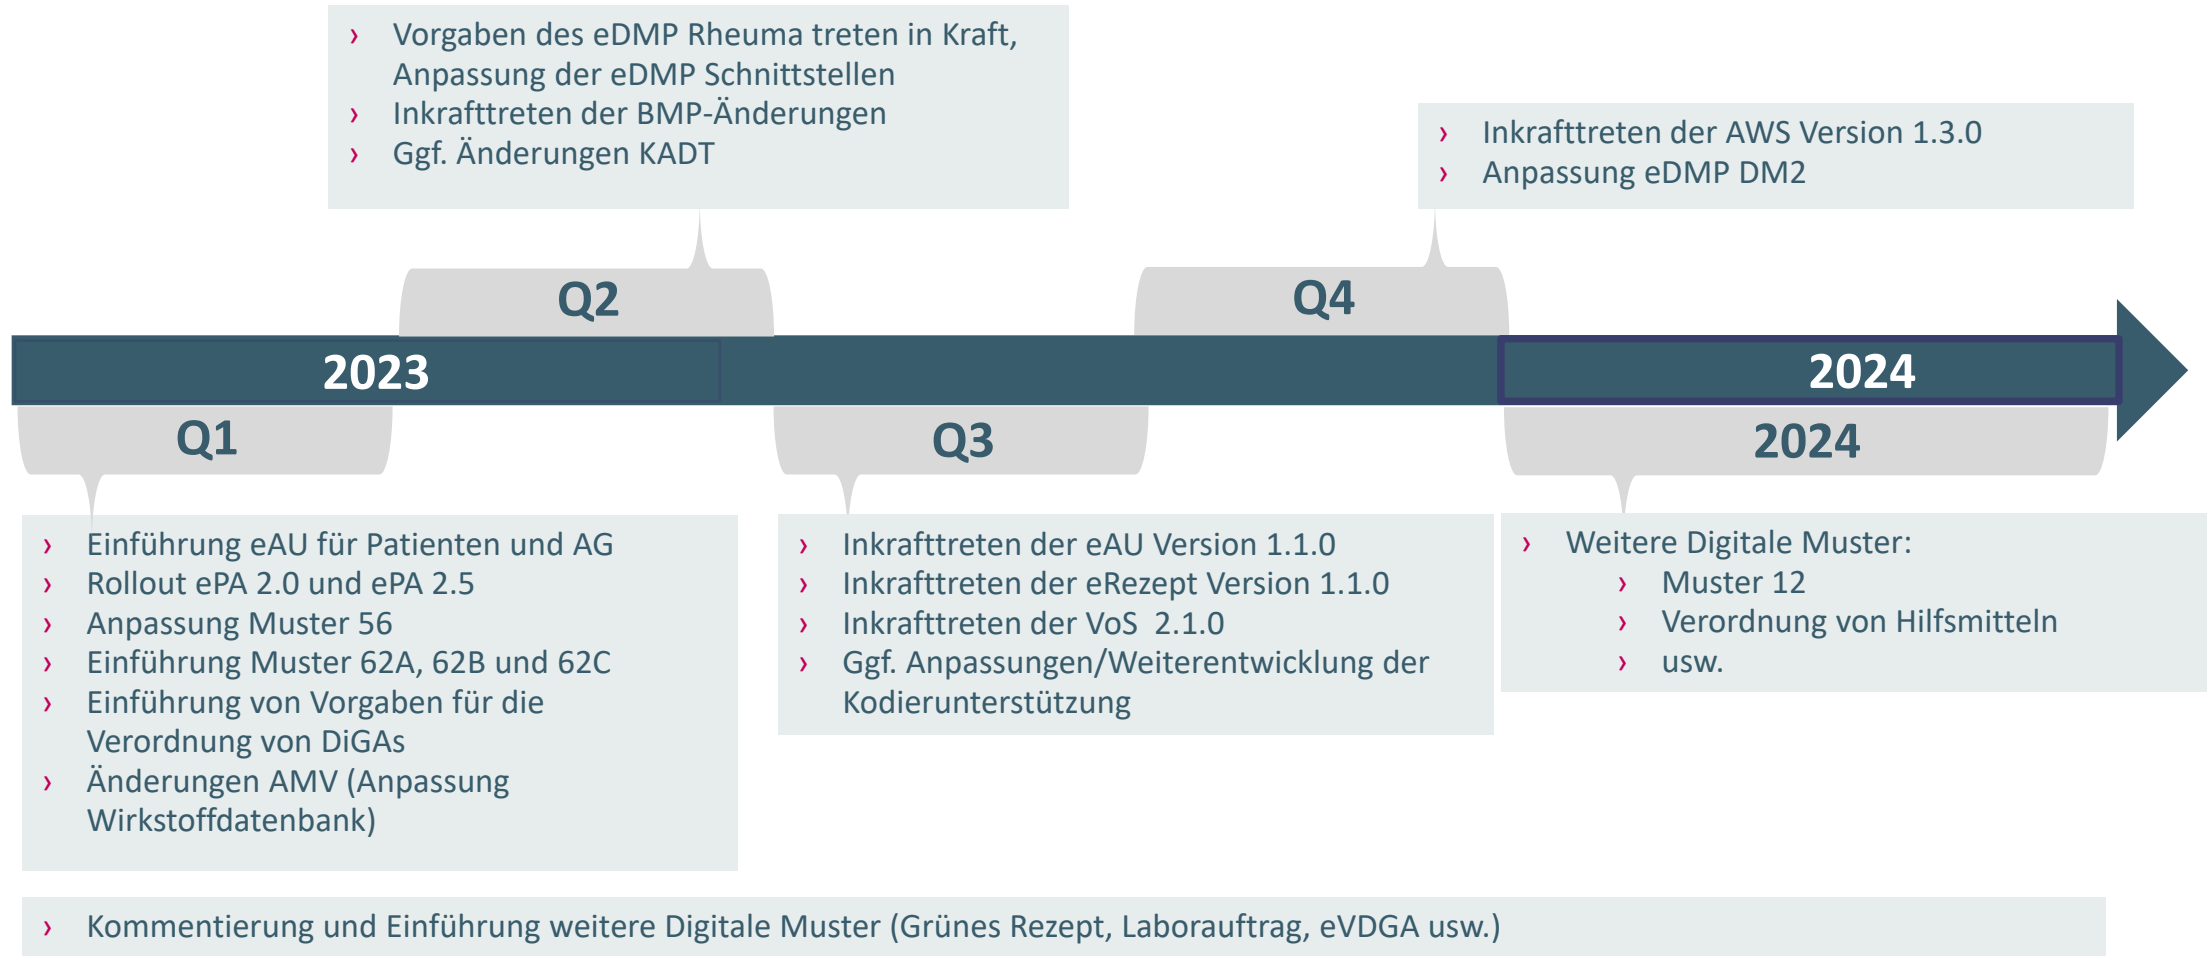 › Vorgaben des eDMP Rheuma treten in Kraft,
Anpassung der eDMP Schnittstellen
› Inkrafttreten der BMP-Änderungen
› Ggf. Änderungen KADT
› Inkrafttreten der AWS Version 1.3.0
› Anpassung eDMP DM2
Q2
Q4
2023
2024
Q1
Q3
2024
› Einführung eAU für Patienten und AG
› Rollout ePA 2.0 und ePA 2.5
› Anpassung Muster 56
› Einführung Muster 62A, 62B und 62C
› Einführung von Vorgaben für die
Verordnung von DiGAs
› Änderungen AMV (Anpassung
Wirkstoffdatenbank)
› Inkrafttreten der eAU Version 1.1.0
› Inkrafttreten der eRezept Version 1.1.0
› Inkrafttreten der VoS 2.1.0
› Ggf. Anpassungen/Weiterentwicklung der
Kodierunterstützung
› Weitere Digitale Muster:
› Muster 12
› Verordnung von Hilfsmitteln
› usw.
› Kommentierung und Einführung weitere Digitale Muster (Grünes Rezept, Laborauftrag, eVDGA usw.)